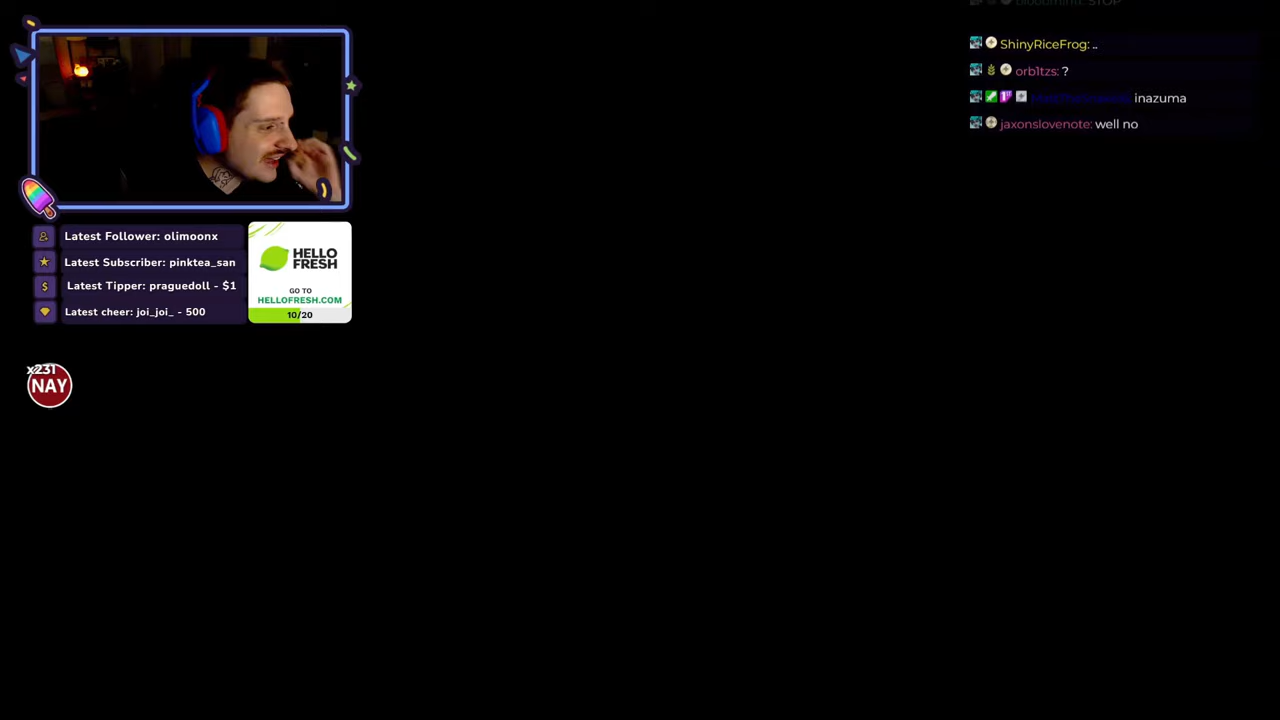 STOP
ShinyRiceFrog: ..
orb1tzs: ?
inazuma
jaxonslovenote: well no
Latest Follower: olimoonx
Latest Subscriber: pinktea_san
Latest Tipper: praguedoll - $1
Latest cheer: joi_joi_ - 500
HELLO
FRESH
GO TO
HELLOFRESH.COM
10/20
x231
NAY